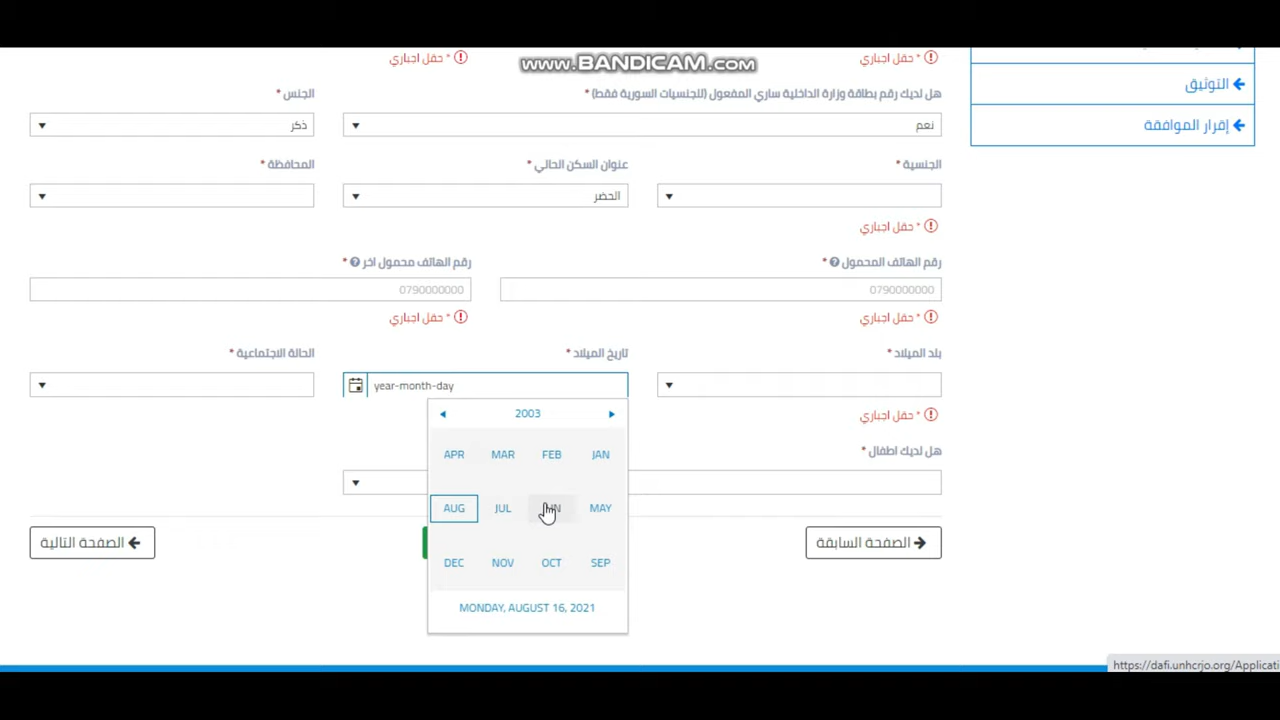 www.BANDICAM.com
* حقل اجباري
* حقل اجباري
التوثيق
إقرار الموافقة
هل لديك رقم بطاقة وزارة الداخلية ساري المفعول (للجنسيات السورية فقط) *
الجنس *
نعم
ذكر
الجنسية *
عنوان السكن الحالي *
المحافظة *
الحضر
* حقل اجباري
رقم الهاتف المحمول *
رقم الهاتف محمول اخر *
0790000000
0790000000
* حقل اجباري
* حقل اجباري
بلد الميلاد *
تاريخ الميلاد *
الحالة الاجتماعية *
year-month-day
* حقل اجباري
2003
هل لديك اطفال *
JAN
FEB
MAR
APR
MAY
JUL
AUG
SEP
OCT
NOV
DEC
الصفحة السابقة
الصفحة التالية
MONDAY, AUGUST 16, 2021
https://dafi.unhcrjo.org/Applicati